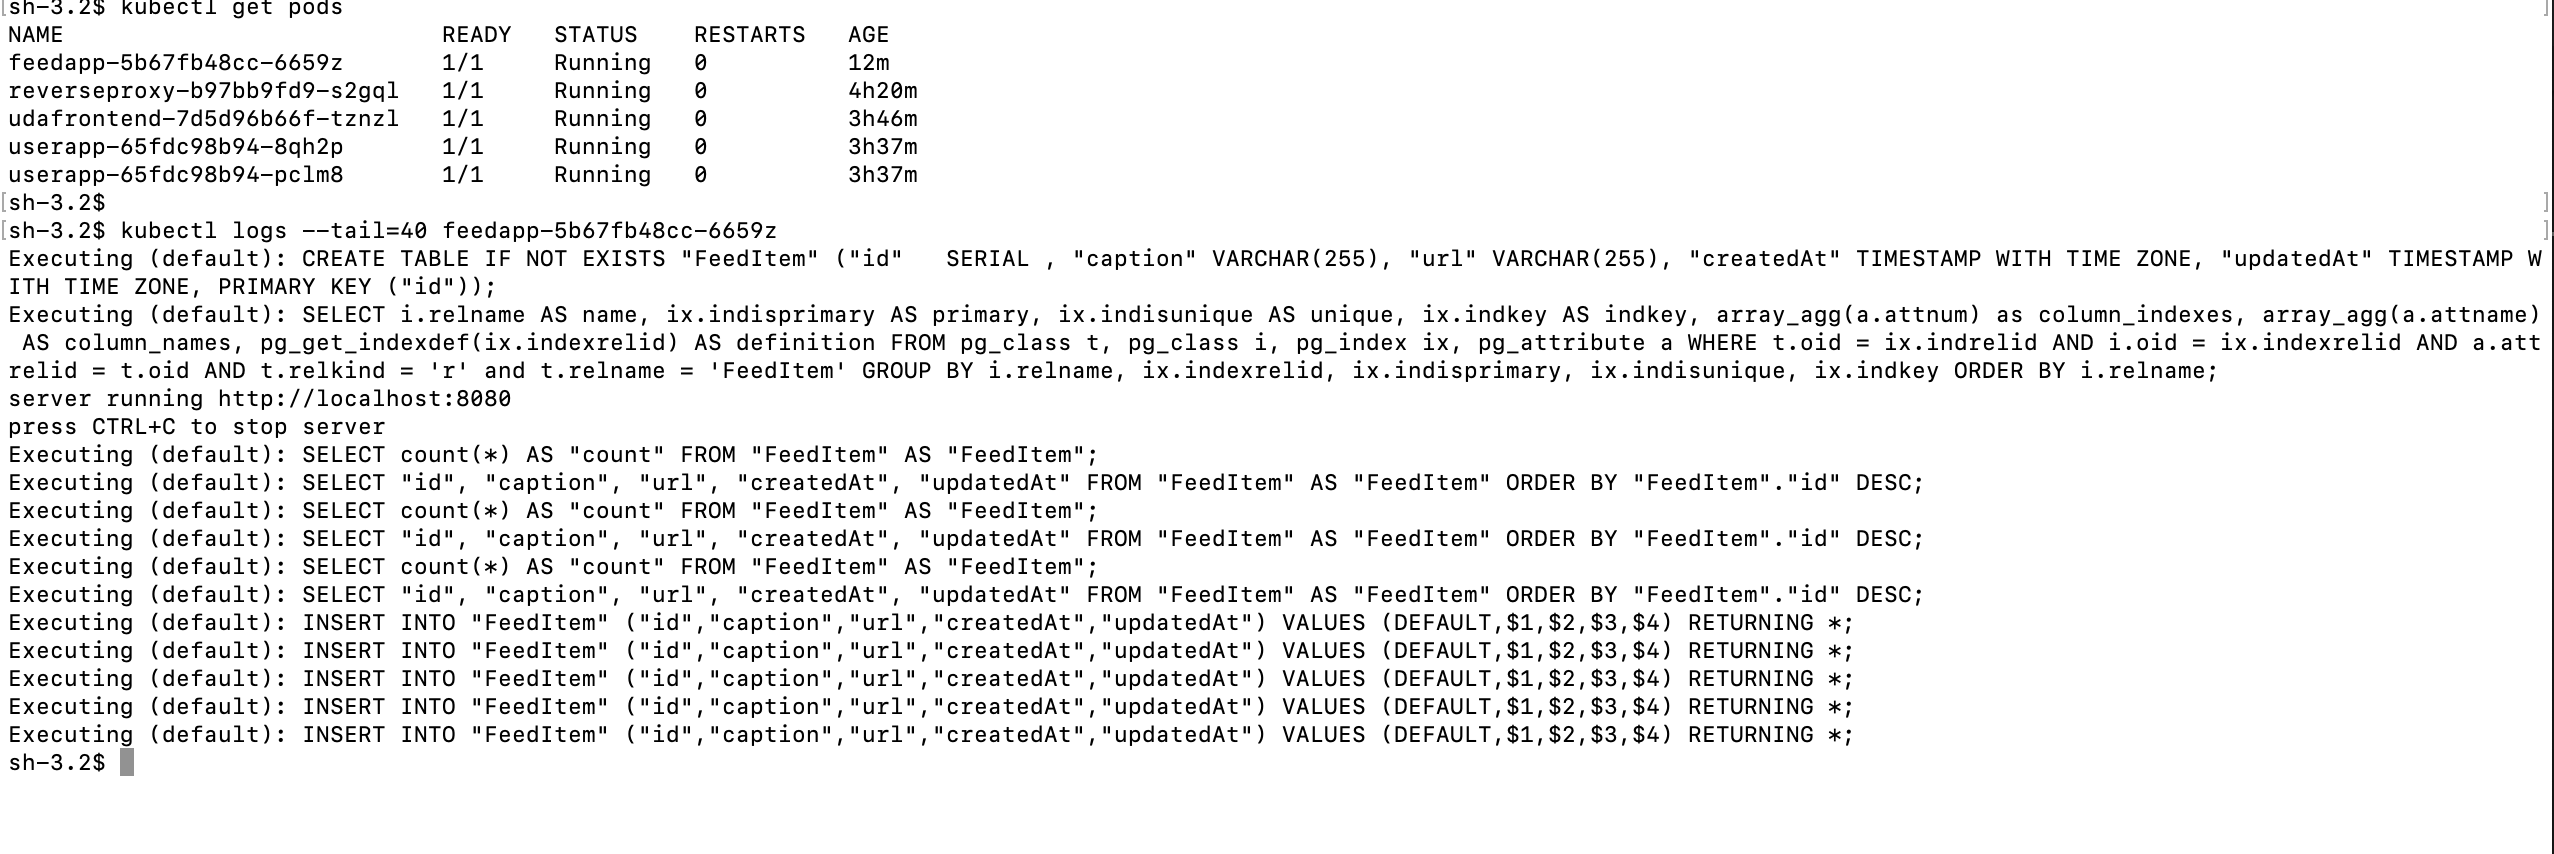 sh-3.2$ kubectl get pods
NAME                           READY   STATUS    RESTARTS   AGE
feedapp-5b67fb48cc-6659z       1/1     Running   0          12m
reverseproxy-b97bb9fd9-s2gql   1/1     Running   0          4h20m
udafrontend-7d5d96b66f-tznzl   1/1     Running   0          3h46m
userapp-65fdc98b94-8qh2p       1/1     Running   0          3h37m
userapp-65fdc98b94-pclm8       1/1     Running   0          3h37m
[sh-3.2$ ]
[sh-3.2$ kubectl logs --tail=40 feedapp-5b67fb48cc-6659z ]
Executing (default): CREATE TABLE IF NOT EXISTS "FeedItem" ("id"   SERIAL , "caption" VARCHAR(255), "url" VARCHAR(255), "createdAt" TIMESTAMP WITH TIME ZONE, "updatedAt" TIMESTAMP W
ITH TIME ZONE, PRIMARY KEY ("id"));
Executing (default): SELECT i.relname AS name, ix.indisprimary AS primary, ix.indisunique AS unique, ix.indkey AS indkey, array_agg(a.attnum) as column_indexes, array_agg(a.attname)
 AS column_names, pg_get_indexdef(ix.indexrelid) AS definition FROM pg_class t, pg_class i, pg_index ix, pg_attribute a WHERE t.oid = ix.indrelid AND i.oid = ix.indexrelid AND a.att
relid = t.oid AND t.relkind = 'r' and t.relname = 'FeedItem' GROUP BY i.relname, ix.indexrelid, ix.indisprimary, ix.indisunique, ix.indkey ORDER BY i.relname;
server running http://localhost:8080
press CTRL+C to stop server
Executing (default): SELECT count(*) AS "count" FROM "FeedItem" AS "FeedItem";
Executing (default): SELECT "id", "caption", "url", "createdAt", "updatedAt" FROM "FeedItem" AS "FeedItem" ORDER BY "FeedItem"."id" DESC;
Executing (default): SELECT count(*) AS "count" FROM "FeedItem" AS "FeedItem";
Executing (default): SELECT "id", "caption", "url", "createdAt", "updatedAt" FROM "FeedItem" AS "FeedItem" ORDER BY "FeedItem"."id" DESC;
Executing (default): SELECT count(*) AS "count" FROM "FeedItem" AS "FeedItem";
Executing (default): SELECT "id", "caption", "url", "createdAt", "updatedAt" FROM "FeedItem" AS "FeedItem" ORDER BY "FeedItem"."id" DESC;
Executing (default): INSERT INTO "FeedItem" ("id","caption","url","createdAt","updatedAt") VALUES (DEFAULT,$1,$2,$3,$4) RETURNING *;
Executing (default): INSERT INTO "FeedItem" ("id","caption","url","createdAt","updatedAt") VALUES (DEFAULT,$1,$2,$3,$4) RETURNING *;
Executing (default): INSERT INTO "FeedItem" ("id","caption","url","createdAt","updatedAt") VALUES (DEFAULT,$1,$2,$3,$4) RETURNING *;
Executing (default): INSERT INTO "FeedItem" ("id","caption","url","createdAt","updatedAt") VALUES (DEFAULT,$1,$2,$3,$4) RETURNING *;
Executing (default): INSERT INTO "FeedItem" ("id","caption","url","createdAt","updatedAt") VALUES (DEFAULT,$1,$2,$3,$4) RETURNING *;
sh-3.2$